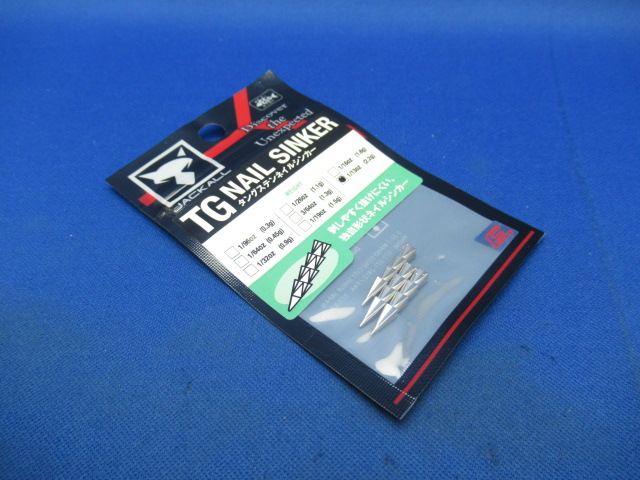 Discover
the
Unexpected
JACKALL
TG NAIL SINKER
タングステンネイルシンカー
WEIGHT
1/96oz (0.3g)
1/64oz (0.45g)
1/32oz (0.9g)
1/26oz (1.1g)
3/64oz (1.3g)
1/19oz (1.5g)
1/16oz (1.8g)
1/13oz (2.2g)
刺しやすく抜けにくい、
独自形状ネイルシンカー